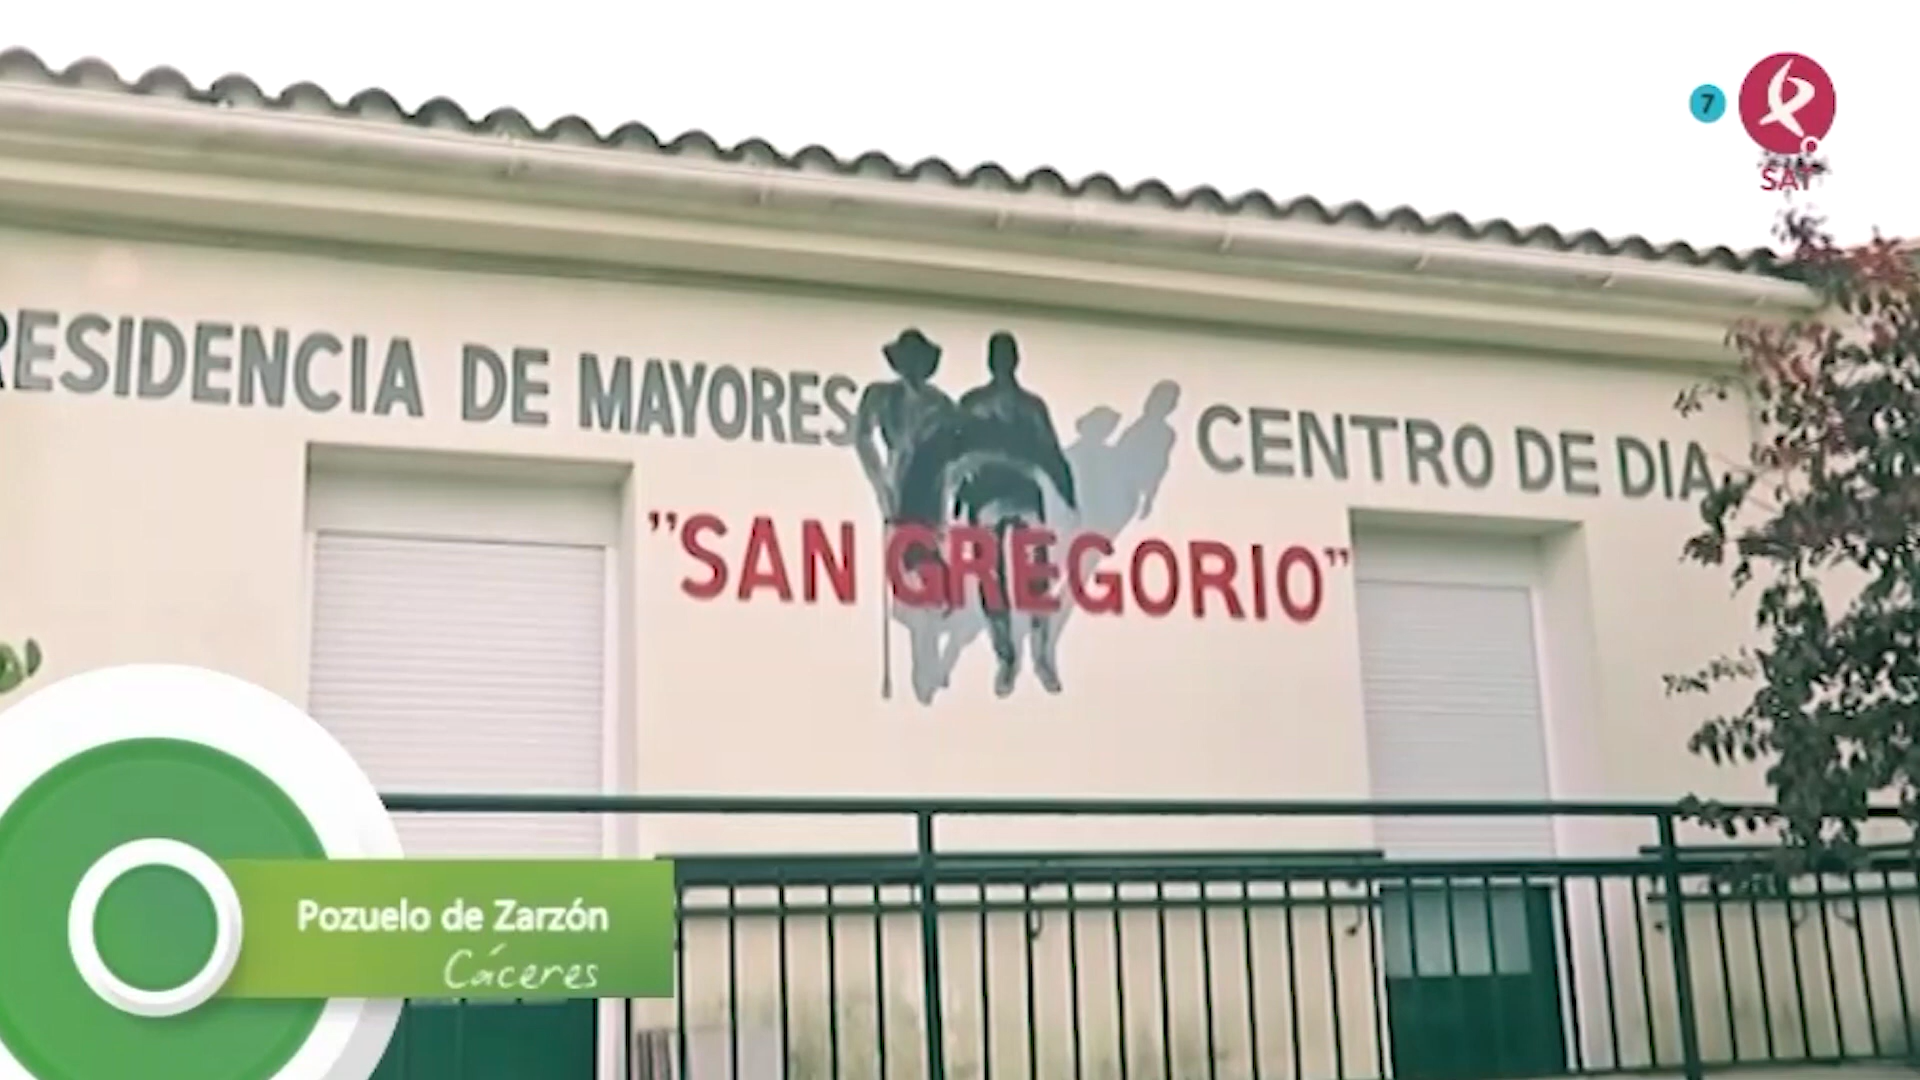 7
SAT
RESIDENCIA DE MAYORES CENTRO DE DIA
"SAN GREGORIO"
Pozuelo de Zarzón
Cáceres